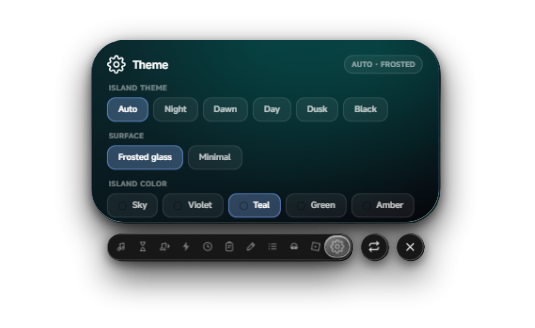 Theme
AUTO · FROSTED
ISLAND THEME
Auto Night Dawn Day Dusk Black
SURFACE
Frosted glass Minimal
ISLAND COLOR
Sky Violet Teal Green Amber